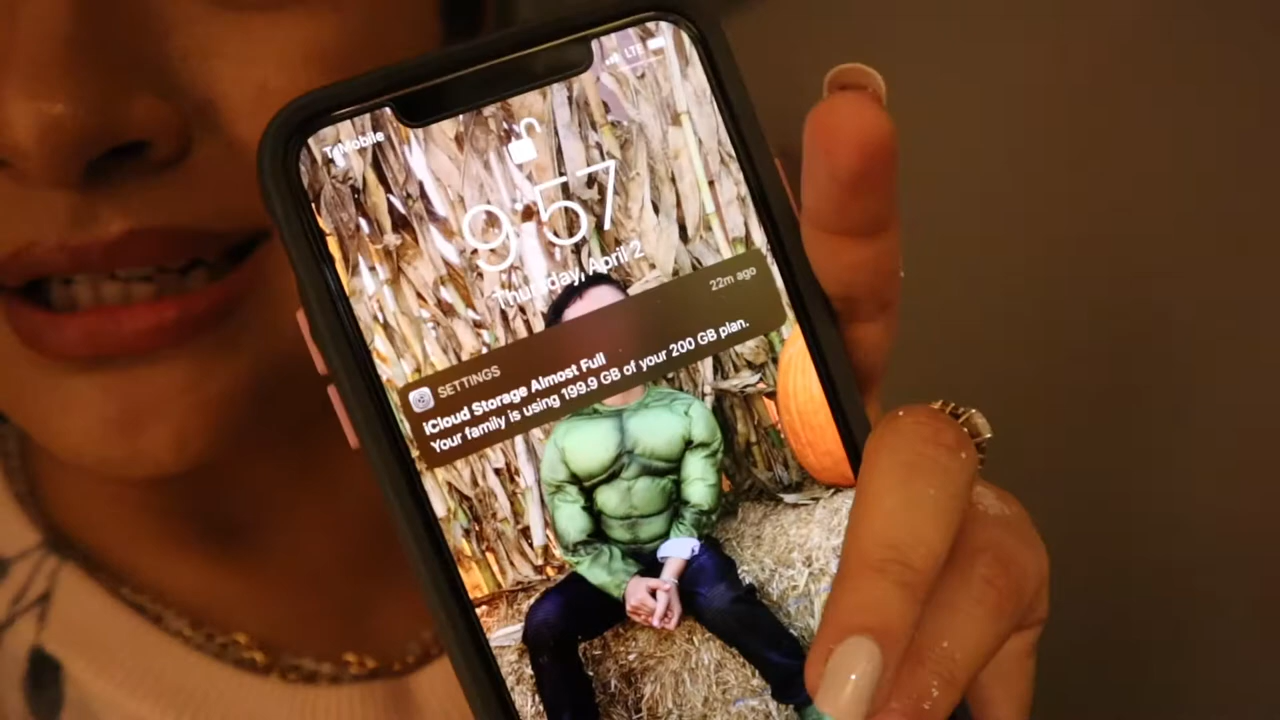 T-Mobile
LTE
9:57
Thursday, April 2
SETTINGS
22m ago
iCloud Storage Almost Full
Your family is using 199.9 GB of your 200 GB plan.